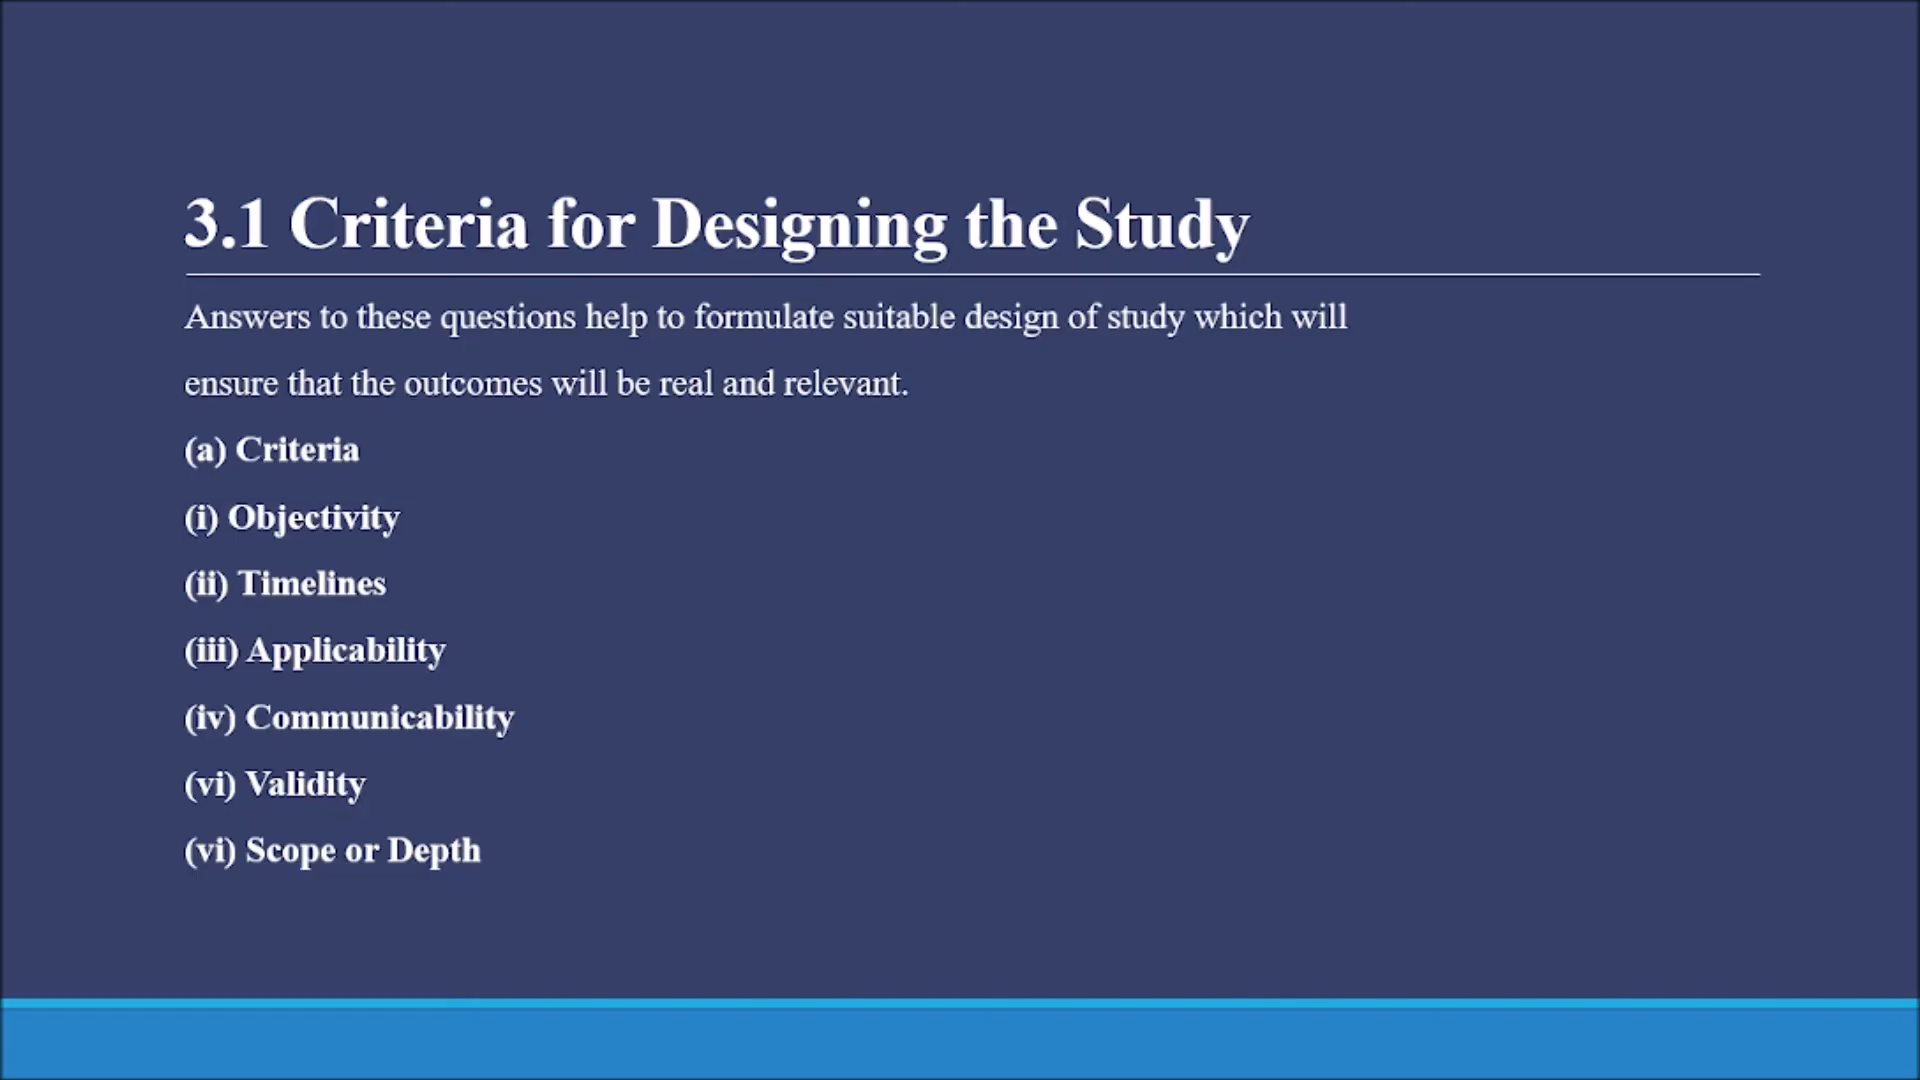 3.1 Criteria for Designing the Study
Answers to these questions help to formulate suitable design of study which will
ensure that the outcomes will be real and relevant.
(a) Criteria
(i) Objectivity
(ii) Timelines
(iii) Applicability
(iv) Communicability
(vi) Validity
(vi) Scope or Depth